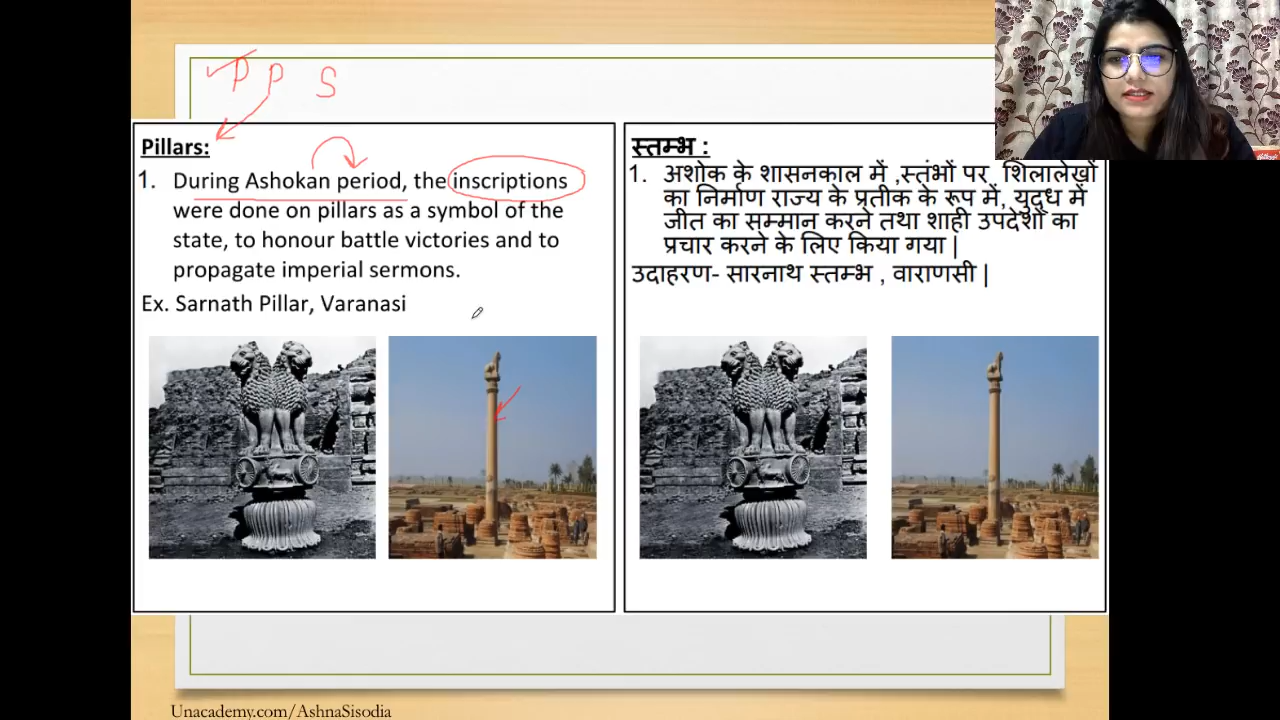 P P S
Pillars:
1. During Ashokan period, the inscriptions
were done on pillars as a symbol of the
state, to honour battle victories and to
propagate imperial sermons.
Ex. Sarnath Pillar, Varanasi
स्तम्भ :
1. अशोक के शासनकाल में ,स्तंभों पर शिलालेखों
का निर्माण राज्य के प्रतीक के रूप में, युद्ध में
जीत का सम्मान करने तथा शाही उपदेशों का
प्रचार करने के लिए किया गया |
उदाहरण- सारनाथ स्तम्भ , वाराणसी |
Unacademy.com/AshnaSisodia